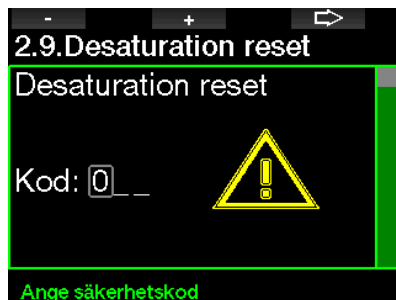 - +
2.9.Desaturation reset
Desaturation reset
Kod: 0_ _
Ange säkerhetskod